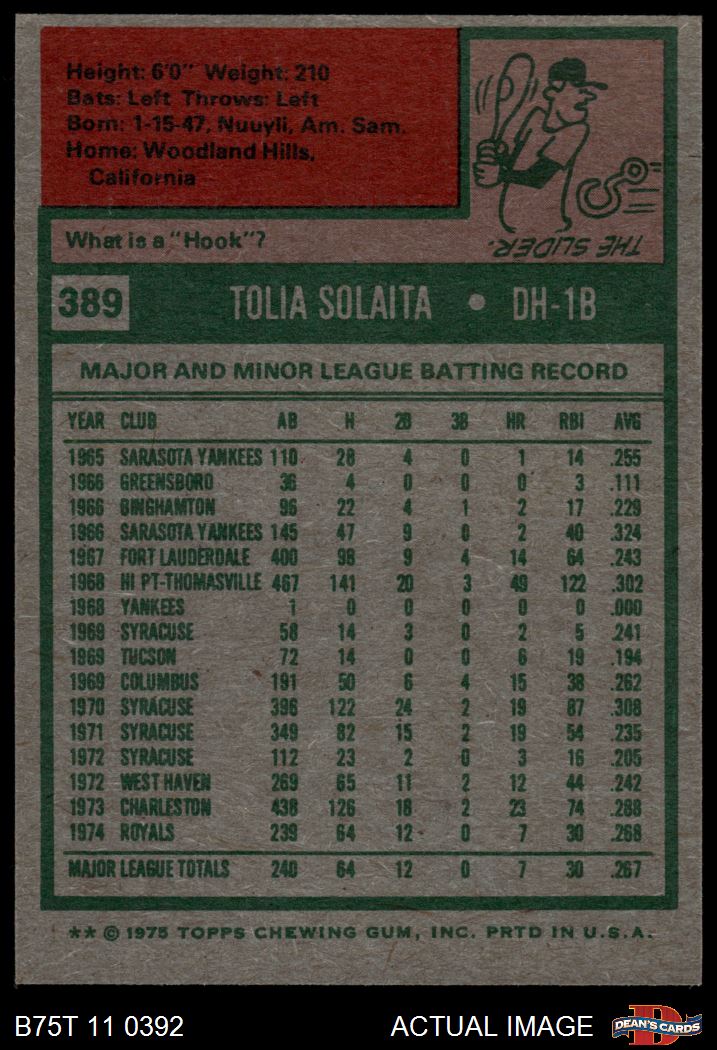 Height: 6'0" Weight: 210
Bats: Left Throws: Left
Born: 1-15-47, Nuuyli, Am. Sam.
Home: Woodland Hills,
California
What is a "Hook"?
THE SLIDER.
389 TOLIA SOLAITA • DH-1B
MAJOR AND MINOR LEAGUE BATTING RECORD
YEAR CLUB AB H 2B 3B HR RBI AVG
1965 SARASOTA YANKEES 110 28 4 0 1 14 .255
1966 GREENSBORO 36 4 0 0 0 3 .111
1966 BINGHAMTON 96 22 4 1 2 17 .229
1966 SARASOTA YANKEES 145 47 9 0 2 40 .324
1967 FORT LAUDERDALE 400 98 9 4 14 64 .243
1968 HI PT-THOMASVILLE 467 141 20 3 49 122 .302
1968 YANKEES 1 0 0 0 0 0 .000
1969 SYRACUSE 58 14 3 0 2 5 .241
1969 TUCSON 72 14 0 0 6 19 .194
1969 COLUMBUS 191 50 6 4 15 38 .262
1970 SYRACUSE 396 122 24 2 19 87 .308
1971 SYRACUSE 349 82 15 2 19 54 .235
1972 SYRACUSE 112 23 2 0 3 16 .205
1972 WEST HAVEN 269 65 11 2 12 44 .242
1973 CHARLESTON 438 126 18 2 23 74 .288
1974 ROYALS 239 64 12 0 7 30 .268
MAJOR LEAGUE TOTALS 240 64 12 0 7 30 .267
** © 1975 TOPPS CHEWING GUM, INC. PRTD IN U.S.A.
B75T 11 0392 ACTUAL IMAGE DEAN'S CARDS